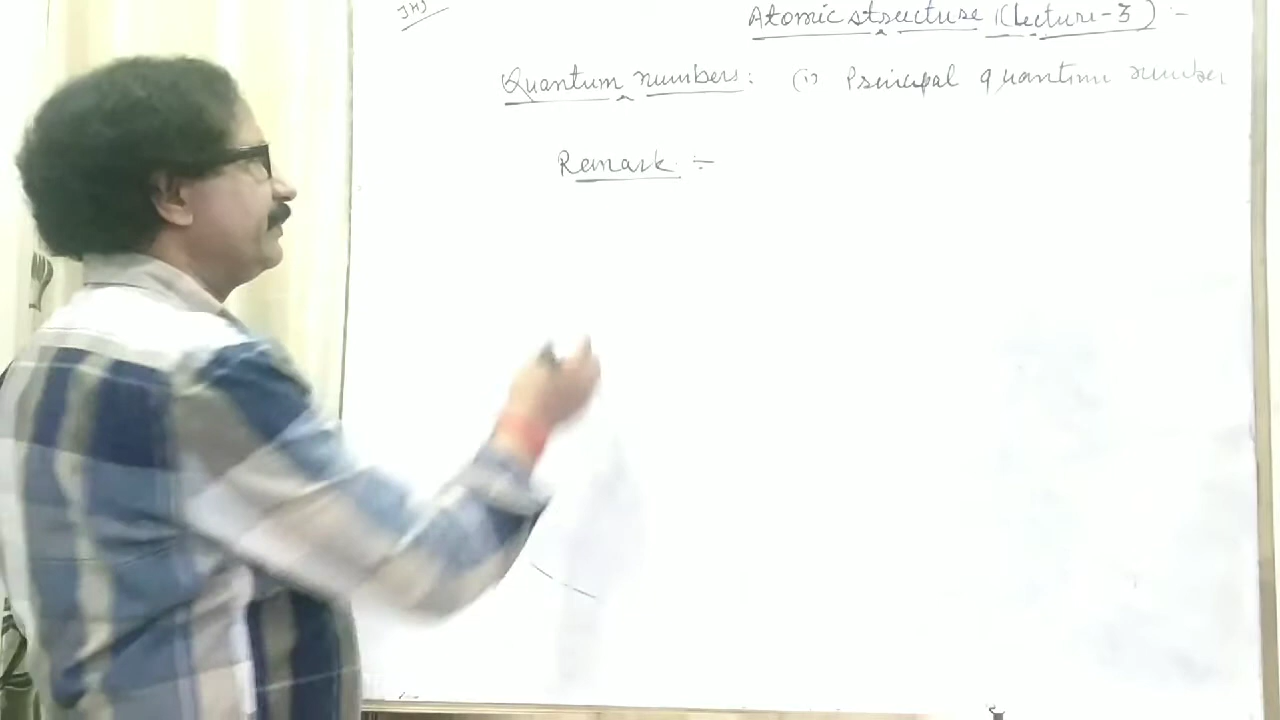 Atomic structure (Lecture-3) :-
Quantum numbers : (i) Principal quantum number
Remark :-